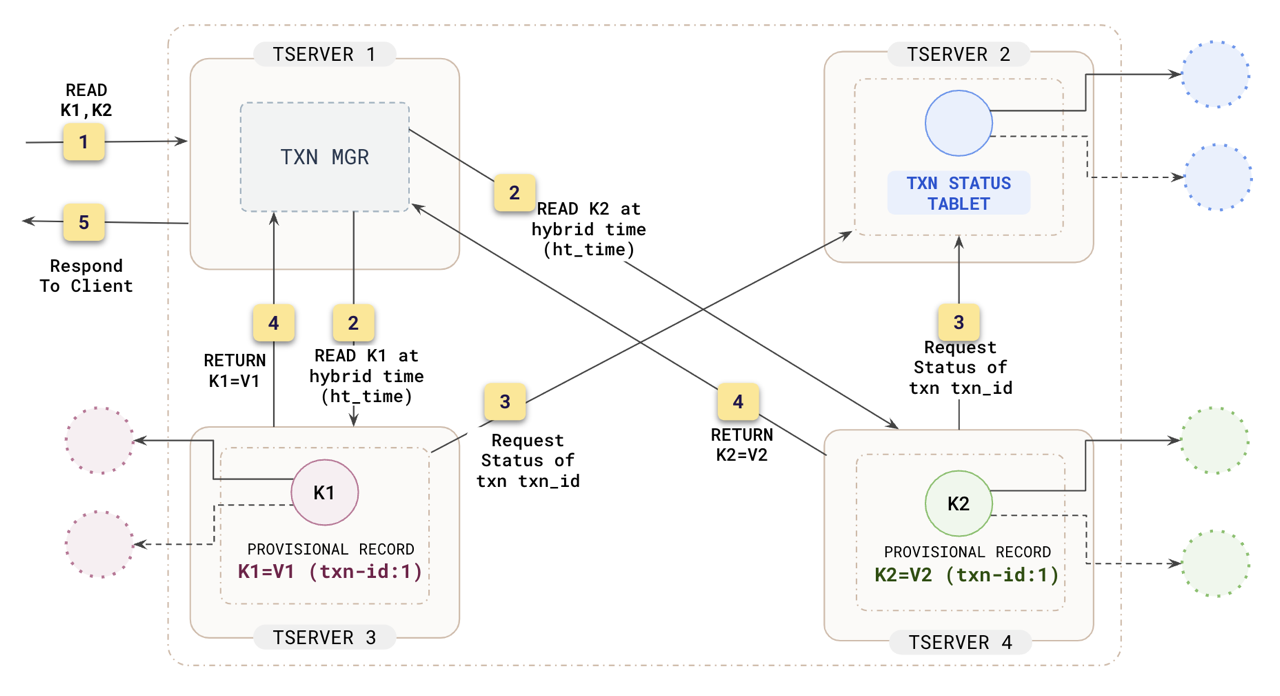 TSERVER 1
TSERVER 2
READ
K1,K2
1
TXN MGR
TXN STATUS
TABLET
2
READ K2 at
hybrid time
(ht_time)
5
Respond
To Client
4
RETURN
K1=V1
2
READ K1 at
hybrid time
(ht_time)
3
Request
Status of
txn txn_id
3
Request
Status of
txn txn_id
4
RETURN
K2=V2
K1
PROVISIONAL RECORD
K1=V1 (txn-id:1)
TSERVER 3
K2
PROVISIONAL RECORD
K2=V2 (txn-id:1)
TSERVER 4